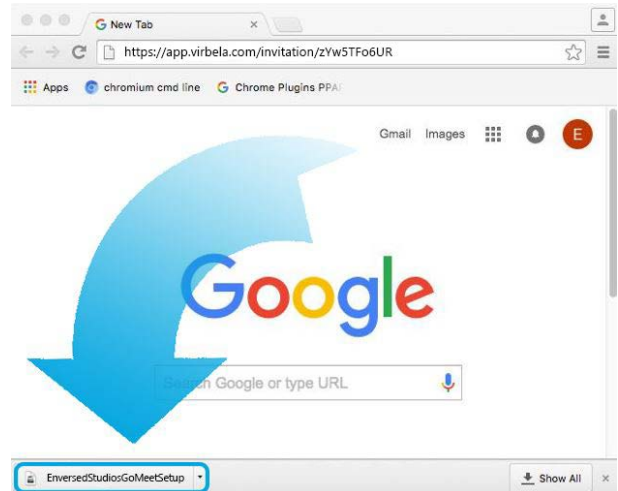 New Tab
https://app.virbela.com/invitation/zYw5TFo6UR
Apps chromium cmd line Chrome Plugins PPA
Gmail Images E
Google
Search Google or type URL
EnversedStudiosGoMeetSetup Show All